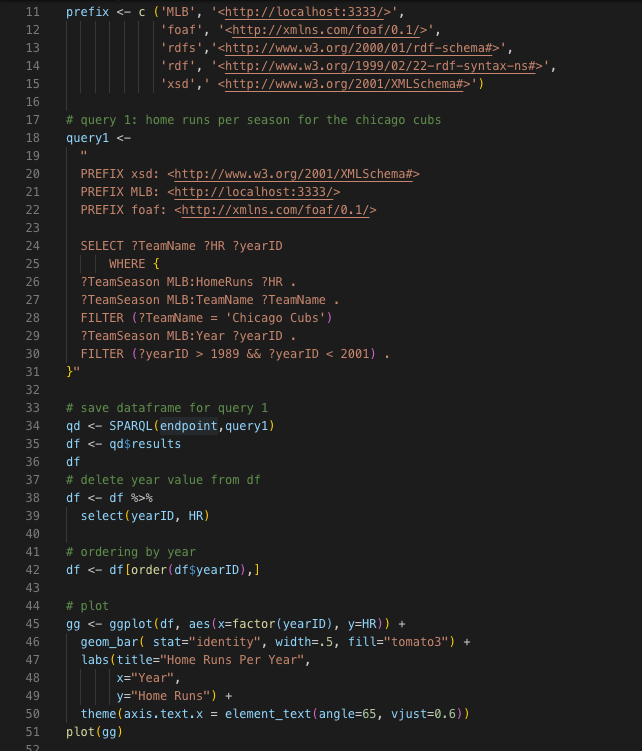 11 prefix <- c ('MLB', '<http://localhost:3333/>',
12 'foaf', '<http://xmlns.com/foaf/0.1/>',
13 'rdfs','<http://www.w3.org/2000/01/rdf-schema#>',
14 'rdf', '<http://www.w3.org/1999/02/22-rdf-syntax-ns#>',
15 'xsd',' <http://www.w3.org/2001/XMLSchema#>')
16
17 # query 1: home runs per season for the chicago cubs
18 query1 <-
19 "
20 PREFIX xsd: <http://www.w3.org/2001/XMLSchema#>
21 PREFIX MLB: <http://localhost:3333/>
22 PREFIX foaf: <http://xmlns.com/foaf/0.1/>
23
24 SELECT ?TeamName ?HR ?yearID
25 WHERE {
26 ?TeamSeason MLB:HomeRuns ?HR .
27 ?TeamSeason MLB:TeamName ?TeamName .
28 FILTER (?TeamName = 'Chicago Cubs')
29 ?TeamSeason MLB:Year ?yearID .
30 FILTER (?yearID > 1989 && ?yearID < 2001) .
31 }"
32
33 # save dataframe for query 1
34 qd <- SPARQL(endpoint,query1)
35 df <- qd$results
36 df
37 # delete year value from df
38 df <- df %>%
39 select(yearID, HR)
40
41 # ordering by year
42 df <- df[order(df$yearID),]
43
44 # plot
45 gg <- ggplot(df, aes(x=factor(yearID), y=HR)) +
46 geom_bar( stat="identity", width=.5, fill="tomato3") +
47 labs(title="Home Runs Per Year",
48 x="Year",
49 y="Home Runs") +
50 theme(axis.text.x = element_text(angle=65, vjust=0.6))
51 plot(gg)
52